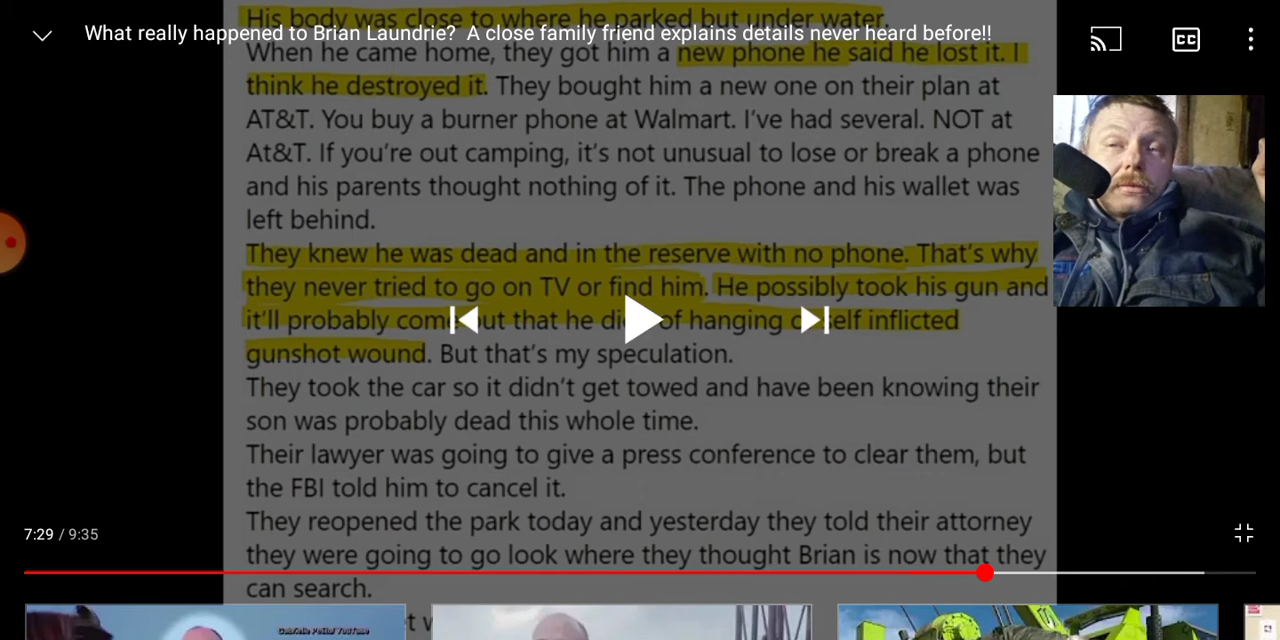 His body was close to where he parked but under water.
What really happened to Brian Laundrie? A close family friend explains details never heard before!!
CC
When he came home, they got him a new phone he said he lost it. I
think he destroyed it. They bought him a new one on their plan at
AT&T. You buy a burner phone at Walmart. I've had several. NOT at
At&T. If you're out camping, it's not unusual to lose or break a phone
and his parents thought nothing of it. The phone and his wallet was
left behind.
They knew he was dead and in the reserve with no phone. That's why
they never tried to go on TV or find him. He possibly took his gun and
it'll probably come out that he died of hanging or self inflicted
gunshot wound. But that's my speculation.
They took the car so it didn't get towed and have been knowing their
son was probably dead this whole time.
Their lawyer was going to give a press conference to clear them, but
the FBI told him to cancel it.
They reopened the park today and yesterday they told their attorney
they were going to go look where they thought Brian is now that they
can search.
7:29 / 9:35